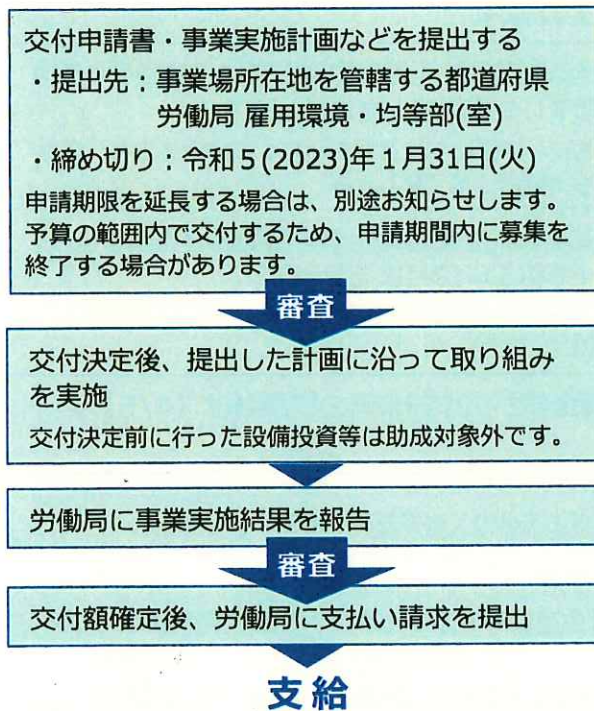 交付申請書・事業実施計画などを提出する
・提出先：事業場所在地を管轄する都道府県
労働局 雇用環境・均等部(室)
・締め切り：令和５(2023)年１月31日(火)
申請期限を延長する場合は、別途お知らせします。
予算の範囲内で交付するため、申請期間内に募集を
終了する場合があります。
審査
交付決定後、提出した計画に沿って取り組み
を実施
交付決定前に行った設備投資等は助成対象外です。
労働局に事業実施結果を報告
審査
交付額確定後、労働局に支払い請求を提出
支給